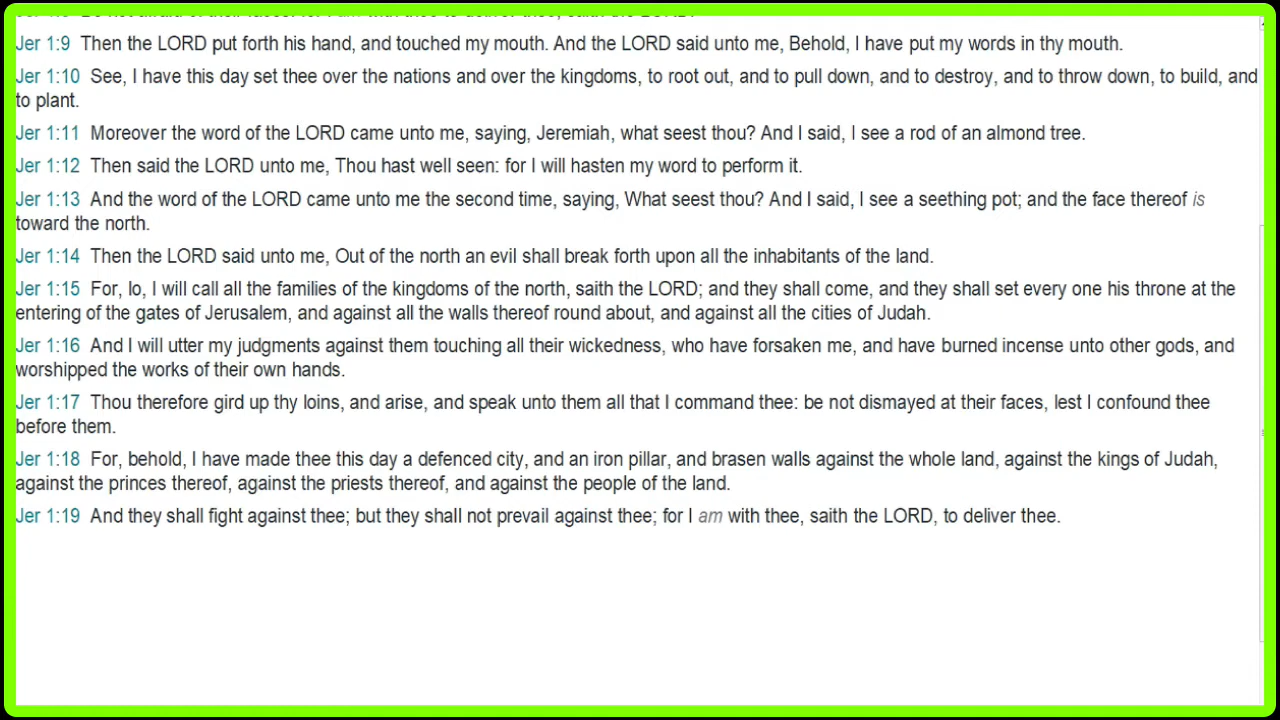 Jer 1:9 Then the LORD put forth his hand, and touched my mouth. And the LORD said unto me, Behold, I have put my words in thy mouth.
Jer 1:10 See, I have this day set thee over the nations and over the kingdoms, to root out, and to pull down, and to destroy, and to throw down, to build, and
to plant.
Jer 1:11 Moreover the word of the LORD came unto me, saying, Jeremiah, what seest thou? And I said, I see a rod of an almond tree.
Jer 1:12 Then said the LORD unto me, Thou hast well seen: for I will hasten my word to perform it.
Jer 1:13 And the word of the LORD came unto me the second time, saying, What seest thou? And I said, I see a seething pot; and the face thereof is
toward the north.
Jer 1:14 Then the LORD said unto me, Out of the north an evil shall break forth upon all the inhabitants of the land.
Jer 1:15 For, lo, I will call all the families of the kingdoms of the north, saith the LORD; and they shall come, and they shall set every one his throne at the
entering of the gates of Jerusalem, and against all the walls thereof round about, and against all the cities of Judah.
Jer 1:16 And I will utter my judgments against them touching all their wickedness, who have forsaken me, and have burned incense unto other gods, and
worshipped the works of their own hands.
Jer 1:17 Thou therefore gird up thy loins, and arise, and speak unto them all that I command thee: be not dismayed at their faces, lest I confound thee
before them.
Jer 1:18 For, behold, I have made thee this day a defenced city, and an iron pillar, and brasen walls against the whole land, against the kings of Judah,
against the princes thereof, against the priests thereof, and against the people of the land.
Jer 1:19 And they shall fight against thee; but they shall not prevail against thee; for I am with thee, saith the LORD, to deliver thee.